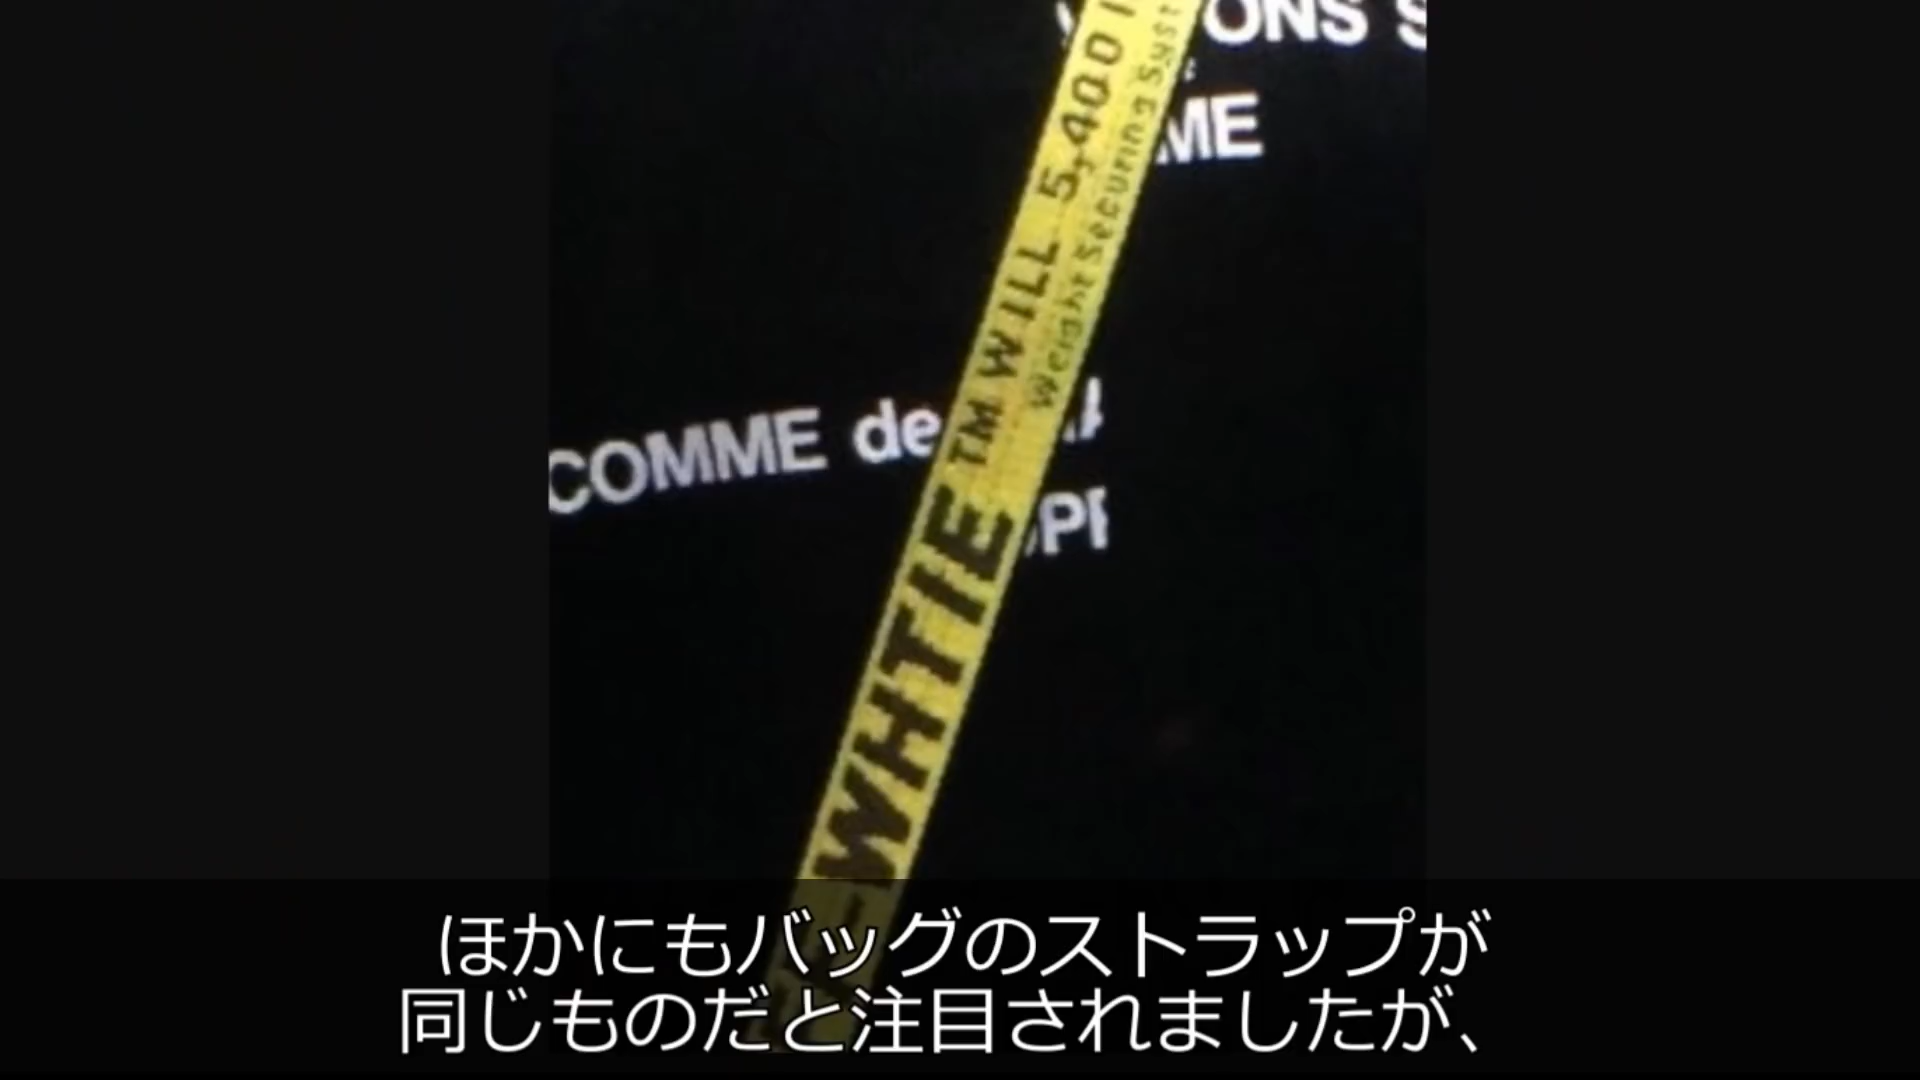 ONS S
ME
5,400
WILL
Weight Securing Syst
COMME de
TM
WHTIE
ほかにもバッグのストラップが
同じものだと注目されましたが、